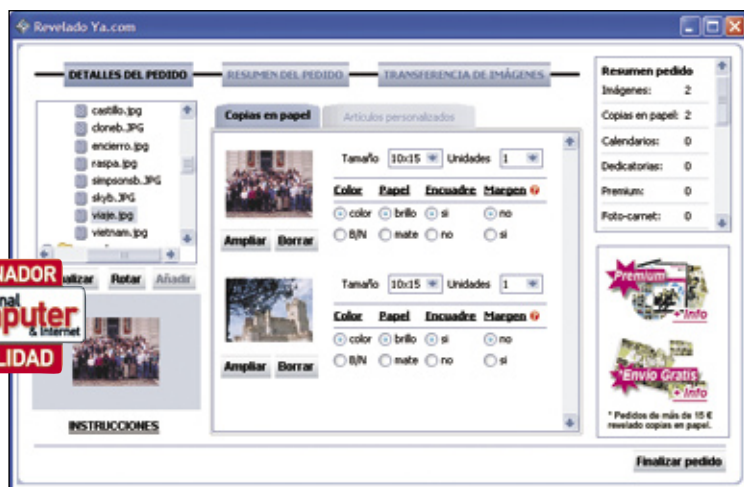 Revelado Ya.com
DETALLES DEL PEDIDO
RESUMEN DEL PEDIDO
TRANSFERENCIA DE IMÁGENES
castillo.jpg
cloneb.JPG
encierro.jpg
raspa.jpg
simpsonsb.JPG
skyb.JPG
viaje.jpg
vietnam.jpg
Rotar
Añadir
NADOR
puter
& Internet
LIDAD
INSTRUCCIONES
Copias en papel
Artículos personalizados
Tamaño 10x15 Unidades 1
Color Papel Encuadre Margen
color brillo si no
B/N mate no si
Ampliar Borrar
Tamaño 10x15 Unidades 1
Color Papel Encuadre Margen
color brillo si no
B/N mate no si
Ampliar Borrar
Resumen pedido
Imágenes: 2
Copias en papel: 2
Calendarios: 0
Dedicatorias: 0
Premium: 0
Foto-carnet: 0
Premium
+Info
*Envío Gratis
+Info
* Pedidos de más de 15 €
revelado copias en papel.
Finalizar pedido